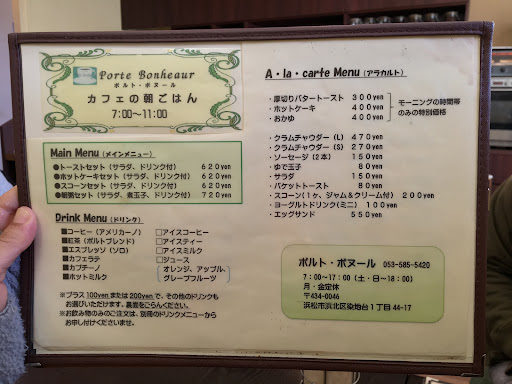 Porte Bonheaur
ポルト・ボヌール
カフェの朝ごはん
7:00～11:00
Main Menu (メインメニュー)
●トーストセット (サラダ、ドリンク付) 620yen
●ホットケーキセット (サラダ、ドリンク付) 620yen
●スコーンセット (サラダ、ドリンク付) 620yen
●朝粥セット (サラダ、煮玉子、ドリンク付) 720yen
Drink Menu (ドリンク)
■コーヒー (アメリカーノ) □アイスコーヒー
■紅茶 (ポルトブレンド) □アイスティー
■エスプレッソ (ソロ) □アイスミルク
■カフェラテ □ジュース
■カプチーノ オレンジ、アップル、
■ホットミルク グレープフルーツ
※プラス100yenまたは200yenで、その他のドリンクも
お選びいただけます。裏面をごらんください。
※お飲み物のみのご注文は、別冊のドリンクメニューから
お申し付けくださいませ。
A・la・carte Menu (アラカルト)
・厚切りバタートースト 300yen
・ホットケーキ 400yen
・おかゆ 400yen
モーニングの時間帯
のみの特別価格
・クラムチャウダー (L) 470yen
・クラムチャウダー (S) 270yen
・ソーセージ (2本) 150yen
・ゆで玉子 80yen
・サラダ 150yen
・バケットトースト 80yen
・スコーン(1ヶ、ジャム&クリーム付) 200yen
・ヨーグルトドリンク(ミニ) 100yen
・エッグサンド 550yen
ポルト・ボヌール 053-585-5420
7:00～17:00 (土・日～18:00)
月・金定休
〒434-0046
浜松市浜北区染地台1丁目44-17